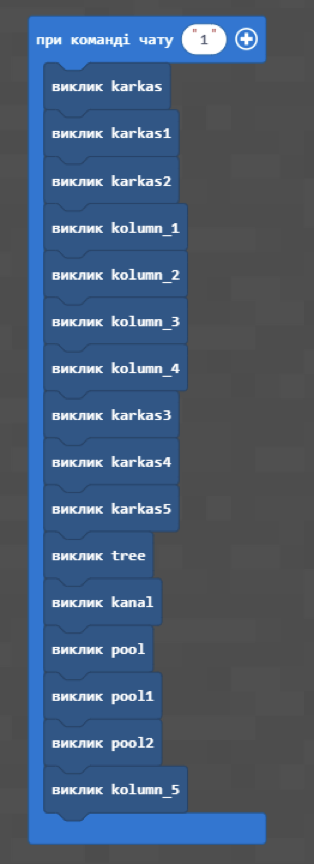 при команді чату "1"
виклик karkas
виклик karkas1
виклик karkas2
виклик kolumn_1
виклик kolumn_2
виклик kolumn_3
виклик kolumn_4
виклик karkas3
виклик karkas4
виклик karkas5
виклик tree
виклик kanal
виклик pool
виклик pool1
виклик pool2
виклик kolumn_5